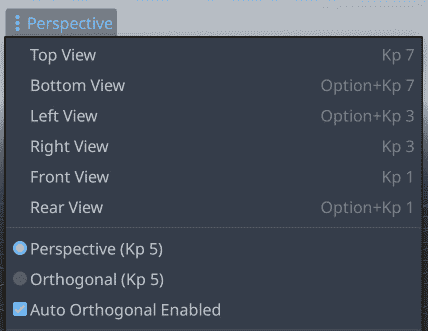 Perspective
Top View Kp 7
Bottom View Option+Kp 7
Left View Option+Kp 3
Right View Kp 3
Front View Kp 1
Rear View Option+Kp 1
Perspective (Kp 5)
Orthogonal (Kp 5)
Auto Orthogonal Enabled